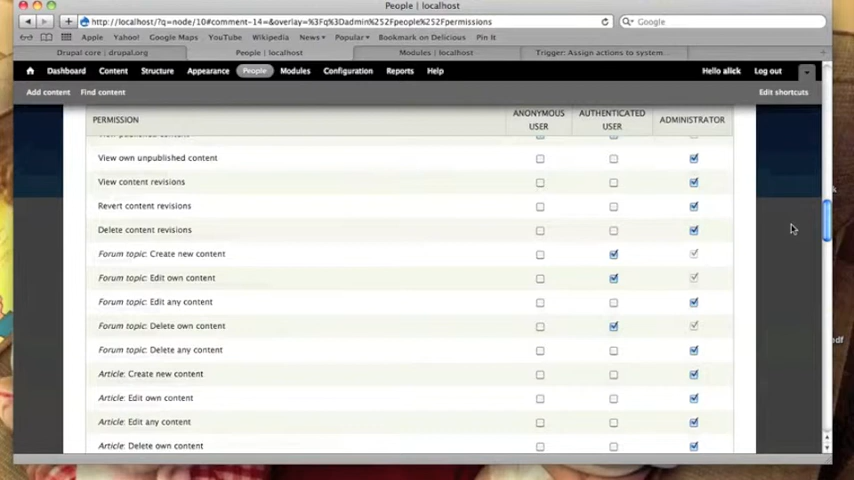 People | localhost
http://localhost/?q=node/10#comment-14=&overlay=%3Fq%3Dadmin%252Fpeople%252Fpermissions
Google
Apple Yahoo! Google Maps YouTube Wikipedia News Popular Bookmark on Delicious Pin It
Drupal core | drupal.org People | localhost Modules | localhost Trigger: Assign actions to system...
Dashboard Content Structure Appearance People Modules Configuration Reports Help Hello alick Log out
Add content Find content Edit shortcuts
PERMISSION ANONYMOUS USER AUTHENTICATED USER ADMINISTRATOR
View published content
View own unpublished content
View content revisions
Revert content revisions
Delete content revisions
Forum topic: Create new content
Forum topic: Edit own content
Forum topic: Edit any content
Forum topic: Delete own content
Forum topic: Delete any content
Article: Create new content
Article: Edit own content
Article: Edit any content
Article: Delete own content